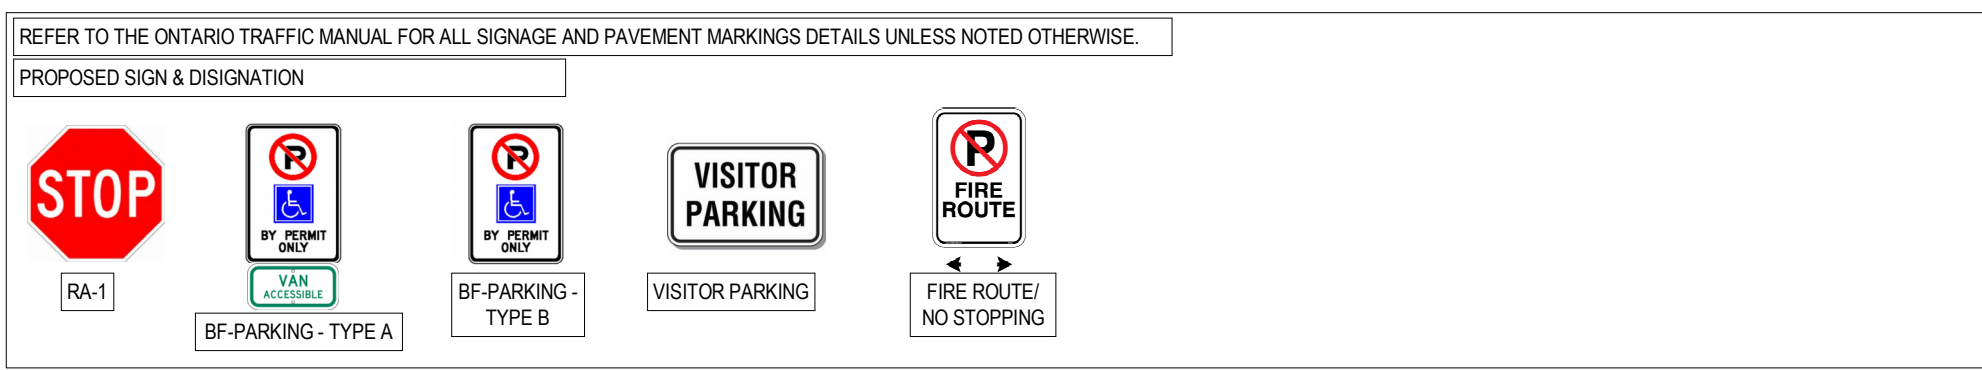 REFER TO THE ONTARIO TRAFFIC MANUAL FOR ALL SIGNAGE AND PAVEMENT MARKINGS DETAILS UNLESS NOTED OTHERWISE.
PROPOSED SIGN & DISIGNATION
STOP
RA-1
P
BY PERMIT
ONLY
VAN
ACCESSIBLE
BF-PARKING - TYPE A
P
BY PERMIT
ONLY
BF-PARKING -
TYPE B
VISITOR
PARKING
VISITOR PARKING
P
FIRE
ROUTE
FIRE ROUTE/
NO STOPPING